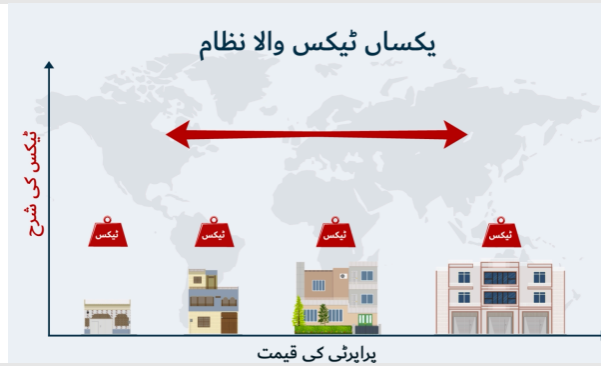 یکساں ٹیکس والا نظام
ٹیکس کی شرح
ٹیکس
ٹیکس
ٹیکس
ٹیکس
پراپرٹی کی قیمت